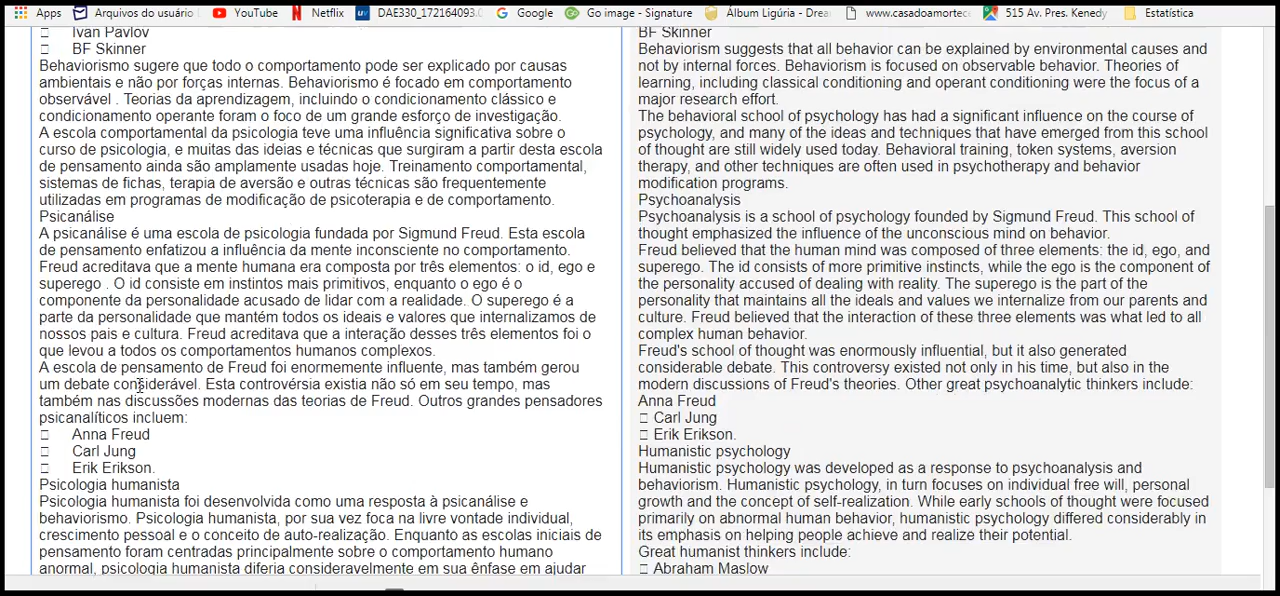 Apps
Arquivos do usuário
YouTube
Netflix
DAE330_172164093.
Google
Go image - Signature
Álbum Ligúria - Drea
www.casadoamortece
515 Av. Pres. Kenedy
Estatística
Ivan Pavlov
BF Skinner
Behaviorismo sugere que todo o comportamento pode ser explicado por causas
ambientais e não por forças internas. Behaviorismo é focado em comportamento
observável . Teorias da aprendizagem, incluindo o condicionamento clássico e
condicionamento operante foram o foco de um grande esforço de investigação.
A escola comportamental da psicologia teve uma influência significativa sobre o
curso de psicologia, e muitas das ideias e técnicas que surgiram a partir desta escola
de pensamento ainda são amplamente usadas hoje. Treinamento comportamental,
sistemas de fichas, terapia de aversão e outras técnicas são frequentemente
utilizadas em programas de modificação de psicoterapia e de comportamento.
Psicanálise
A psicanálise é uma escola de psicologia fundada por Sigmund Freud. Esta escola
de pensamento enfatizou a influência da mente inconsciente no comportamento.
Freud acreditava que a mente humana era composta por três elementos: o id, ego e
superego . O id consiste em instintos mais primitivos, enquanto o ego é o
componente da personalidade acusado de lidar com a realidade. O superego é a
parte da personalidade que mantém todos os ideais e valores que internalizamos de
nossos pais e cultura. Freud acreditava que a interação desses três elementos foi o
que levou a todos os comportamentos humanos complexos.
A escola de pensamento de Freud foi enormemente influente, mas também gerou
um debate considerável. Esta controvérsia existia não só em seu tempo, mas
também nas discussões modernas das teorias de Freud. Outros grandes pensadores
psicanalíticos incluem:
Anna Freud
Carl Jung
Erik Erikson.
Psicologia humanista
Psicologia humanista foi desenvolvida como uma resposta à psicanálise e
behaviorismo. Psicologia humanista, por sua vez foca na livre vontade individual,
crescimento pessoal e o conceito de auto-realização. Enquanto as escolas iniciais de
pensamento foram centradas principalmente sobre o comportamento humano
anormal, psicologia humanista diferia consideravelmente em sua ênfase em ajudar
BF Skinner
Behaviorism suggests that all behavior can be explained by environmental causes and
not by internal forces. Behaviorism is focused on observable behavior. Theories of
learning, including classical conditioning and operant conditioning were the focus of a
major research effort.
The behavioral school of psychology has had a significant influence on the course of
psychology, and many of the ideas and techniques that have emerged from this school
of thought are still widely used today. Behavioral training, token systems, aversion
therapy, and other techniques are often used in psychotherapy and behavior
modification programs.
Psychoanalysis
Psychoanalysis is a school of psychology founded by Sigmund Freud. This school of
thought emphasized the influence of the unconscious mind on behavior.
Freud believed that the human mind was composed of three elements: the id, ego, and
superego. The id consists of more primitive instincts, while the ego is the component of
the personality accused of dealing with reality. The superego is the part of the
personality that maintains all the ideals and values we internalize from our parents and
culture. Freud believed that the interaction of these three elements was what led to all
complex human behavior.
Freud's school of thought was enormously influential, but it also generated
considerable debate. This controversy existed not only in his time, but also in the
modern discussions of Freud's theories. Other great psychoanalytic thinkers include:
Anna Freud
Carl Jung
Erik Erikson.
Humanistic psychology
Humanistic psychology was developed as a response to psychoanalysis and
behaviorism. Humanistic psychology, in turn focuses on individual free will, personal
growth and the concept of self-realization. While early schools of thought were focused
primarily on abnormal human behavior, humanistic psychology differed considerably in
its emphasis on helping people achieve and realize their potential.
Great humanist thinkers include:
Abraham Maslow